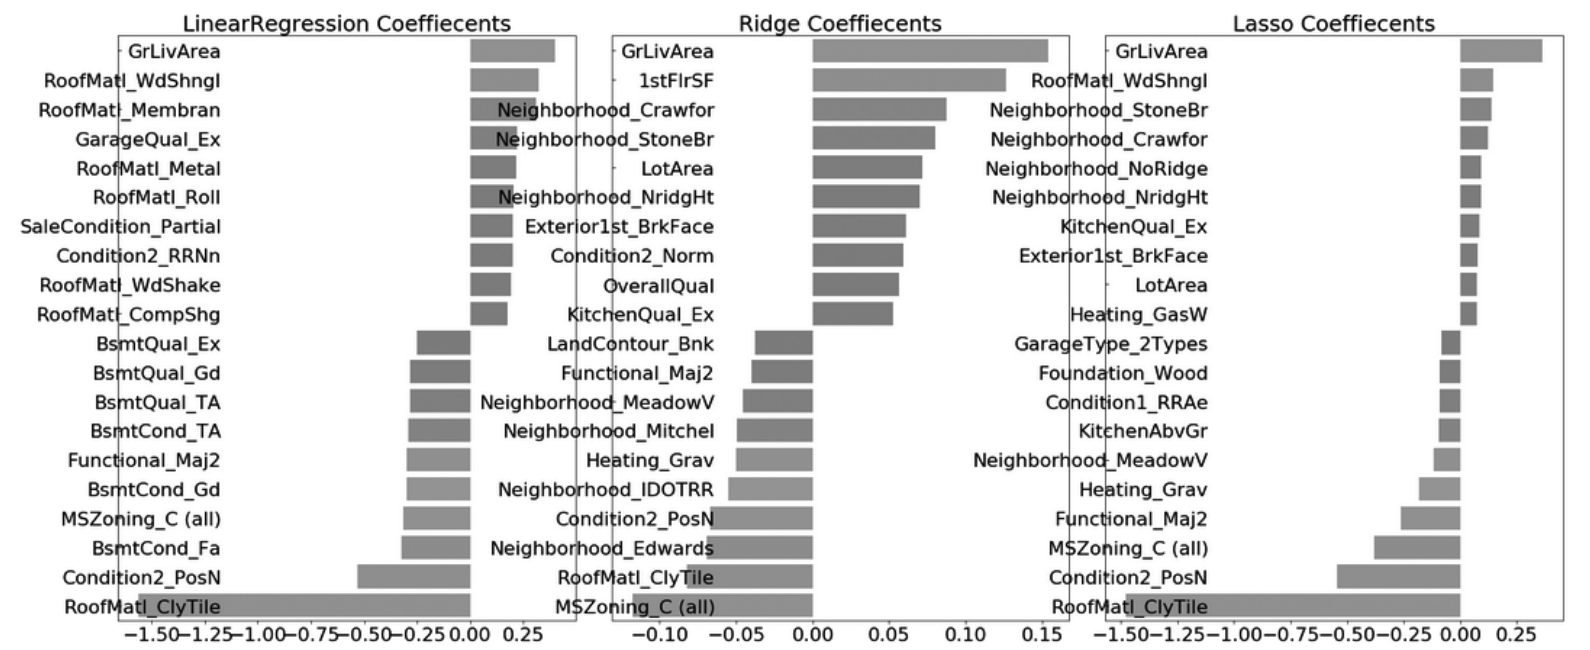 LinearRegression Coeffiecents
GrLivArea
RoofMatl_WdShngl
RoofMatl_Membran
GarageQual_Ex
RoofMatl_Metal
RoofMatl_Roll
SaleCondition_Partial
Condition2_RRNn
RoofMatl_WdShake
RoofMatl_CompShg
BsmtQual_Ex
BsmtQual_Gd
BsmtQual_TA
BsmtCond_TA
Functional_Maj2
BsmtCond_Gd
MSZoning_C (all)
BsmtCond_Fa
Condition2_PosN
RoofMatl_ClyTile
−1.50−1.25−1.00−0.75−0.50−0.25 0.00 0.25
Ridge Coeffiecents
GrLivArea
1stFlrSF
Neighborhood_Crawfor
Neighborhood_StoneBr
LotArea
Neighborhood_NridgHt
Exterior1st_BrkFace
Condition2_Norm
OverallQual
KitchenQual_Ex
LandContour_Bnk
Functional_Maj2
Neighborhood_MeadowV
Neighborhood_Mitchel
Heating_Grav
Neighborhood_IDOTRR
Condition2_PosN
Neighborhood_Edwards
RoofMatl_ClyTile
MSZoning_C (all)
−0.10 −0.05 0.00 0.05 0.10 0.15
Lasso Coeffiecents
GrLivArea
RoofMatl_WdShngl
Neighborhood_StoneBr
Neighborhood_Crawfor
Neighborhood_NoRidge
Neighborhood_NridgHt
KitchenQual_Ex
Exterior1st_BrkFace
LotArea
Heating_GasW
GarageType_2Types
Foundation_Wood
Condition1_RRAe
KitchenAbvGr
Neighborhood_MeadowV
Heating_Grav
Functional_Maj2
MSZoning_C (all)
Condition2_PosN
RoofMatl_ClyTile
−1.50−1.25−1.00−0.75−0.50−0.25 0.00 0.25